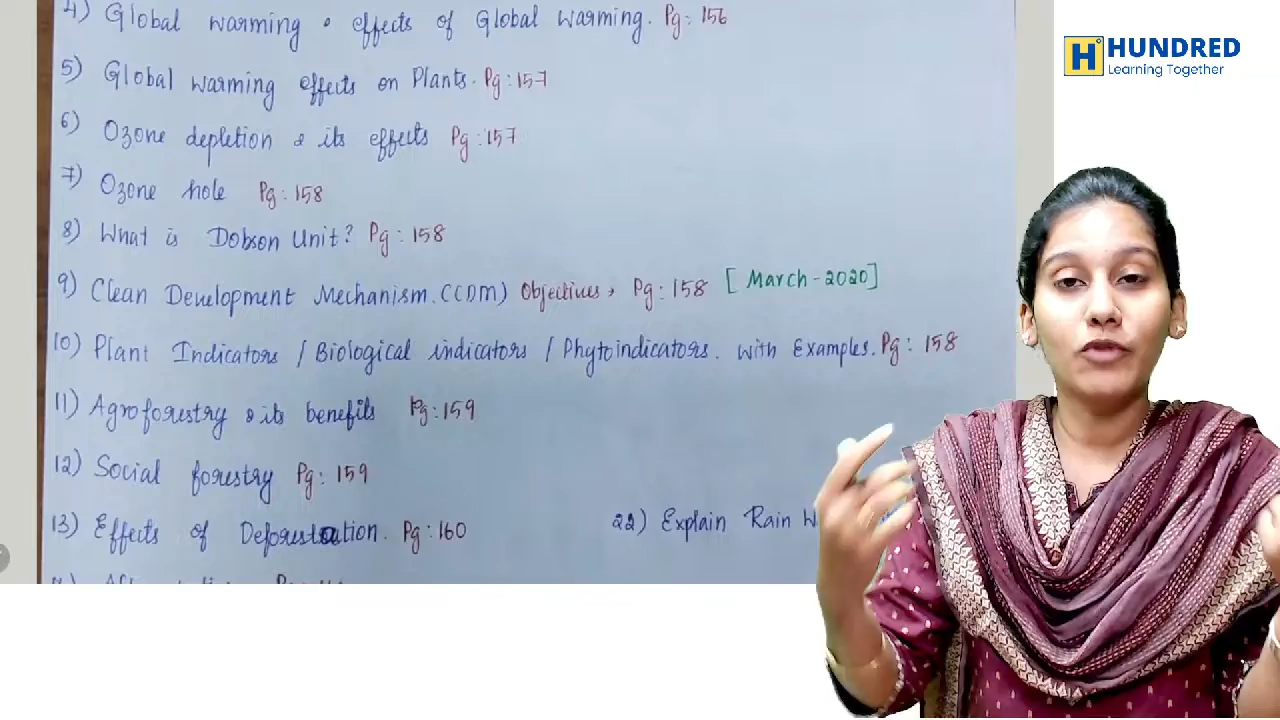 4) Global warming & effects of Global warming. Pg: 156
HUNDRED
Learning Together
5) Global warming effects on Plants. Pg: 157
6) Ozone depletion & its effects Pg: 157
7) Ozone hole Pg: 158
8) What is Dobson Unit? Pg: 158
9) Clean Development Mechanism. (CDM) Objectives, Pg: 158 [March-2020]
10) Plant Indicators / Biological indicators / Phytoindicators. with Examples. Pg: 158
11) Agroforestry & its benefits Pg: 159
12) Social forestry Pg: 159
13) Effects of Deforestation. Pg: 160
22) Explain Rain W